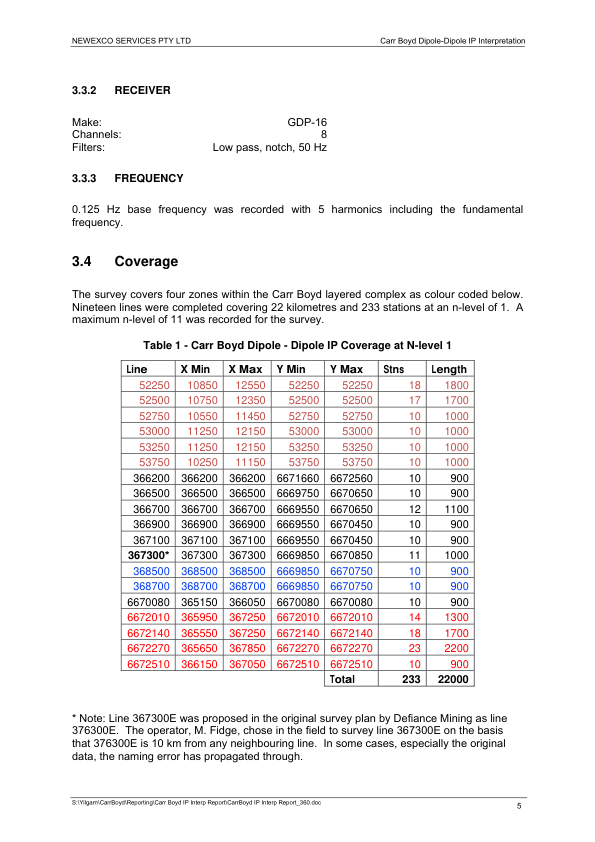 NEWEXCO SERVICES PTY LTD Carr Boyd Dipole-Dipole IP Interpretation
3.3.2 RECEIVER
Make: GDP-16
Channels: 8
Filters: Low pass, notch, 50 Hz
3.3.3 FREQUENCY
0.125 Hz base frequency was recorded with 5 harmonics including the fundamental
frequency.
3.4 Coverage
The survey covers four zones within the Carr Boyd layered complex as colour coded below.
Nineteen lines were completed covering 22 kilometres and 233 stations at an n-level of 1. A
maximum n-level of 11 was recorded for the survey.
Table 1 - Carr Boyd Dipole - Dipole IP Coverage at N-level 1
Line X Min X Max Y Min Y Max Stns Length
52250 10850 12550 52250 52250 18 1800
52500 10750 12350 52500 52500 17 1700
52750 10550 11450 52750 52750 10 1000
53000 11250 12150 53000 53000 10 1000
53250 11250 12150 53250 53250 10 1000
53750 10250 11150 53750 53750 10 1000
366200 366200 366200 6671660 6672560 10 900
366500 366500 366500 6669750 6670650 10 900
366700 366700 366700 6669550 6670650 12 1100
366900 366900 366900 6669550 6670450 10 900
367100 367100 367100 6669550 6670450 10 900
367300* 367300 367300 6669850 6670850 11 1000
368500 368500 368500 6669850 6670750 10 900
368700 368700 368700 6669850 6670750 10 900
6670080 365150 366050 6670080 6670080 10 900
6672010 365950 367250 6672010 6672010 14 1300
6672140 365550 367250 6672140 6672140 18 1700
6672270 365650 367850 6672270 6672270 23 2200
6672510 366150 367050 6672510 6672510 10 900
Total 233 22000
* Note: Line 367300E was proposed in the original survey plan by Defiance Mining as line
376300E. The operator, M. Fidge, chose in the field to survey line 367300E on the basis
that 376300E is 10 km from any neighbouring line. In some cases, especially the original
data, the naming error has propagated through.
S:\Yilgarn\CarrBoyd\Reporting\Carr Boyd IP Interp Report\CarrBoyd IP Interp Report_360.doc 5